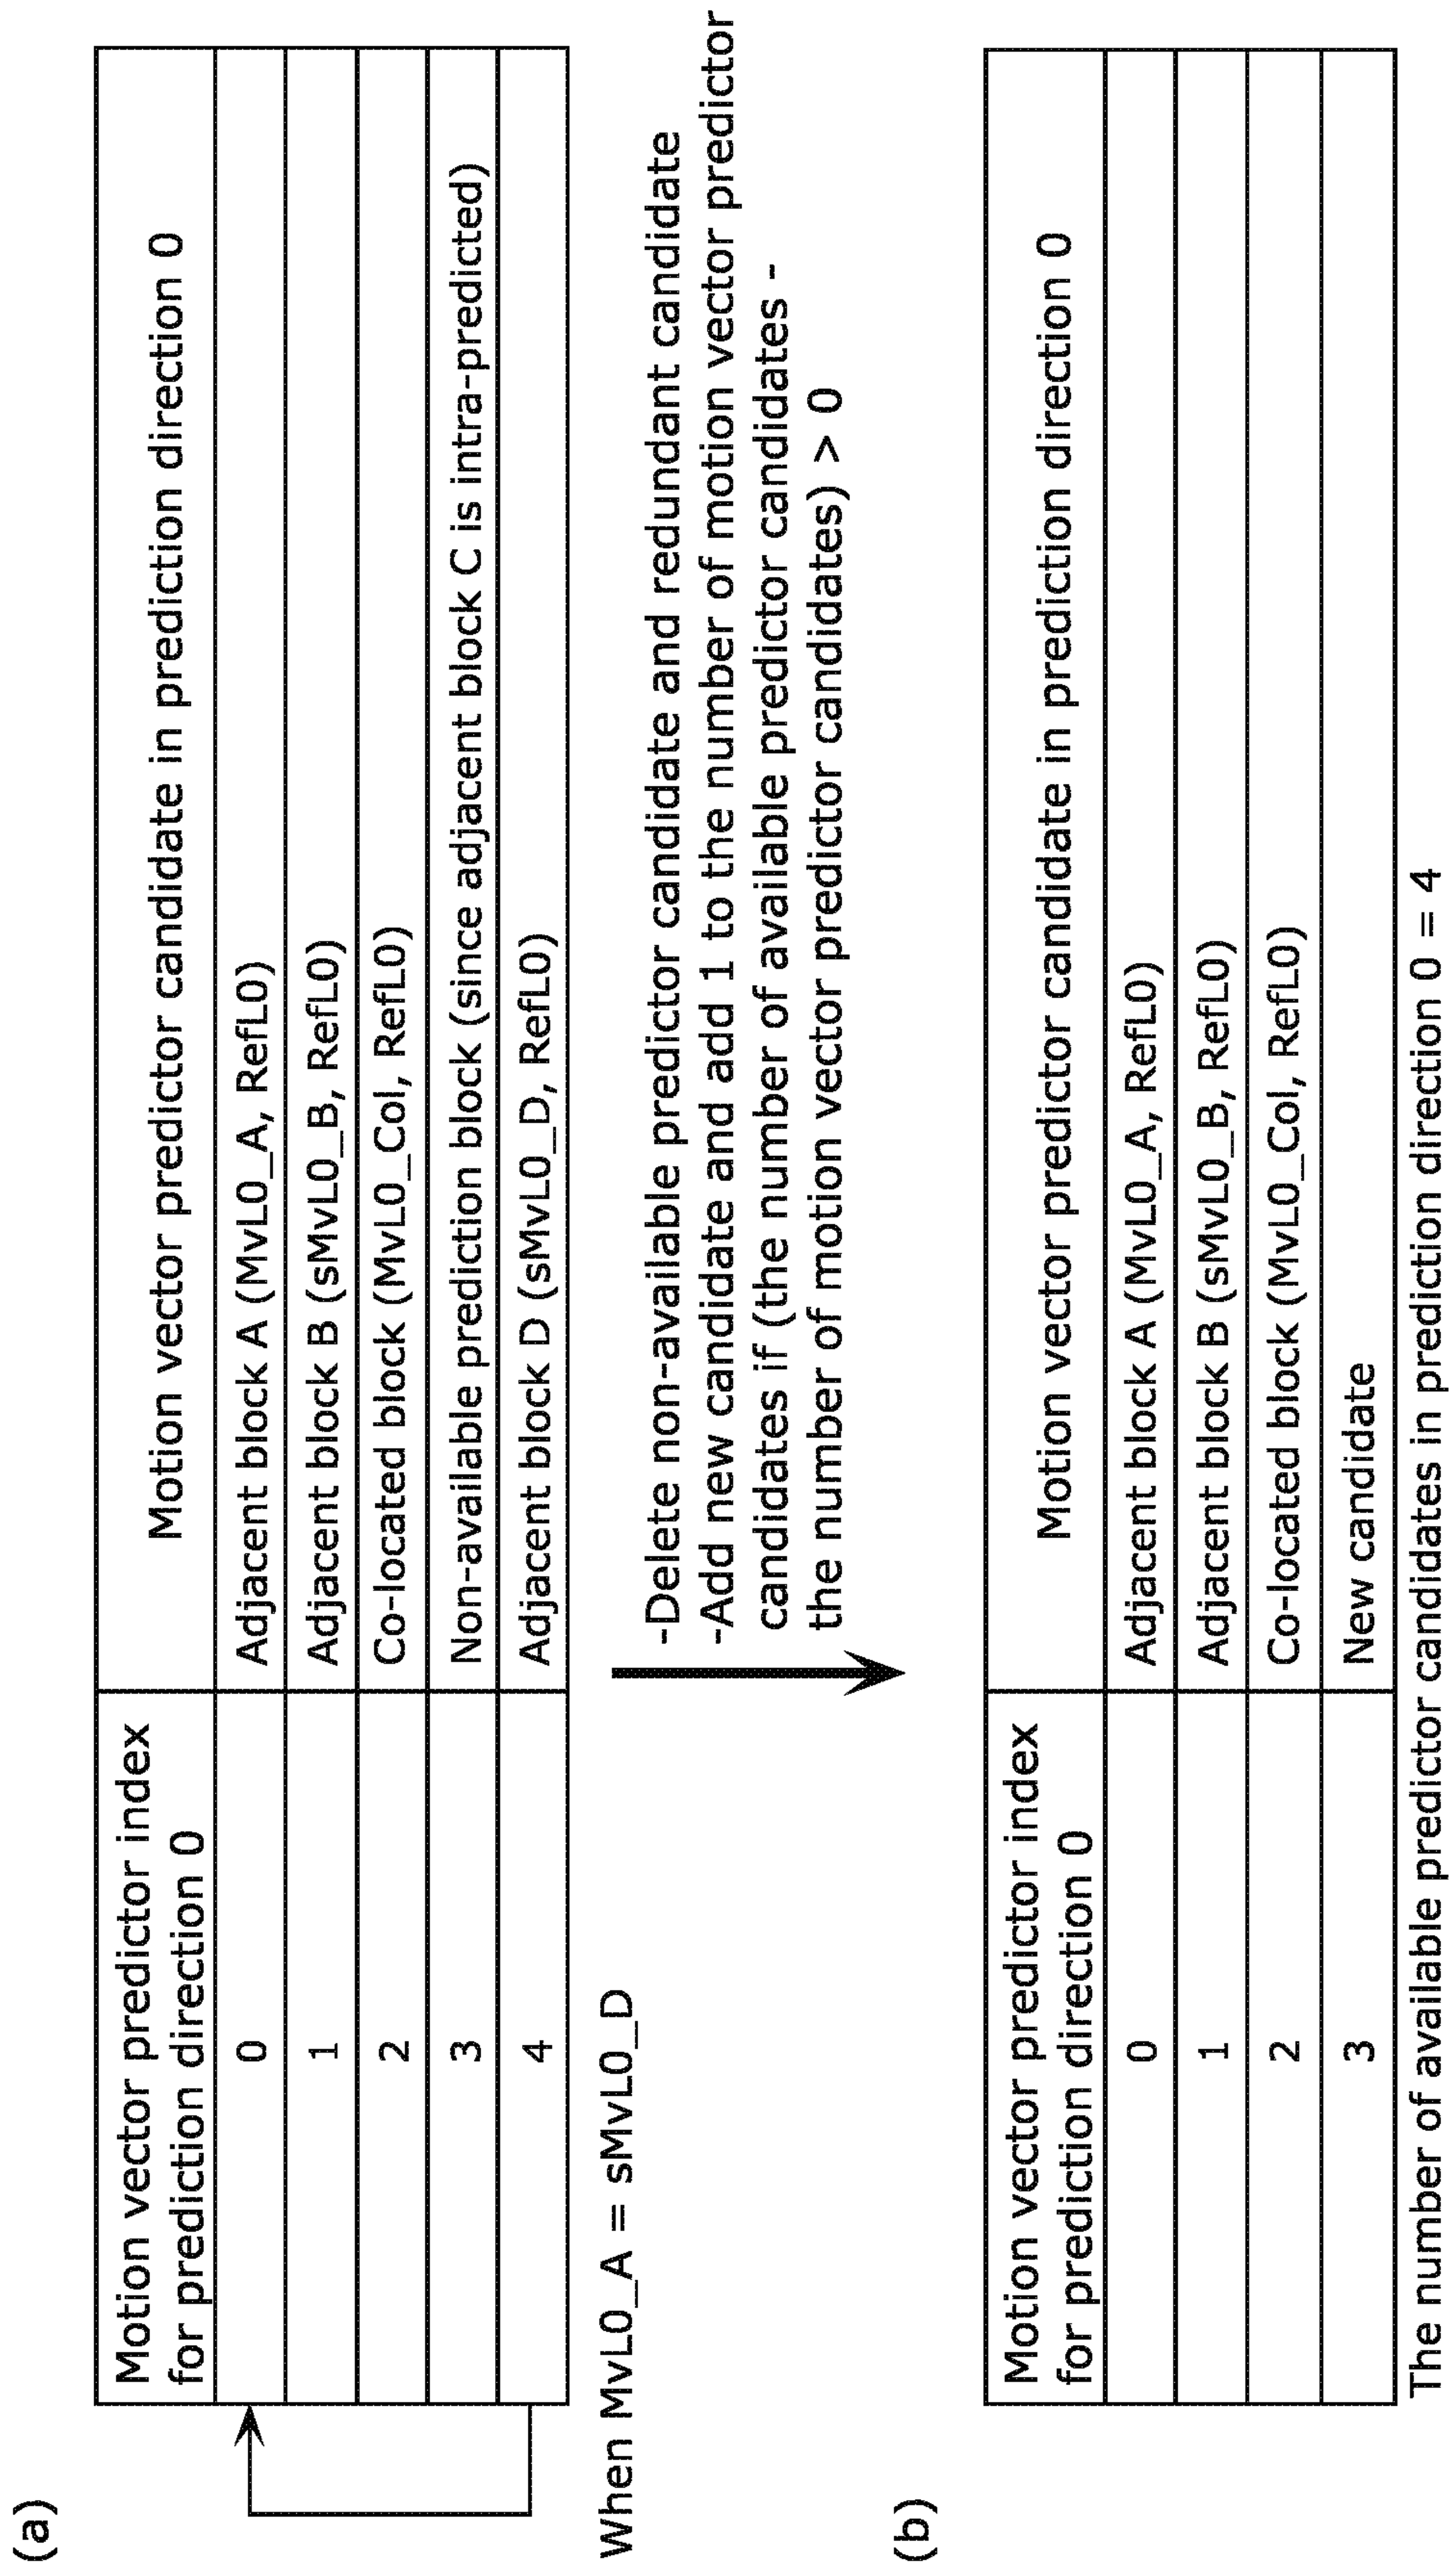 (a)
Motion vector predictor index
for prediction direction 0
Motion vector predictor candidate in prediction direction 0
0
Adjacent block A (MvL0_A, RefL0)
1
Adjacent block B (sMvL0_B, RefL0)
2
Co-located block (MvL0_Col, RefL0)
3
Non-available prediction block (since adjacent block C is intra-predicted)
4
Adjacent block D (sMvL0_D, RefL0)
When MvL0_A = sMvL0_D
-Delete non-available predictor candidate and redundant candidate
-Add new candidate and add 1 to the number of motion vector predictor
candidates if (the number of available predictor candidates -
the number of motion vector predictor candidates) > 0
(b)
Motion vector predictor index
for prediction direction 0
Motion vector predictor candidate in prediction direction 0
0
Adjacent block A (MvL0_A, RefL0)
1
Adjacent block B (sMvL0_B, RefL0)
2
Co-located block (MvL0_Col, RefL0)
3
New candidate
The number of available predictor candidates in prediction direction 0 = 4